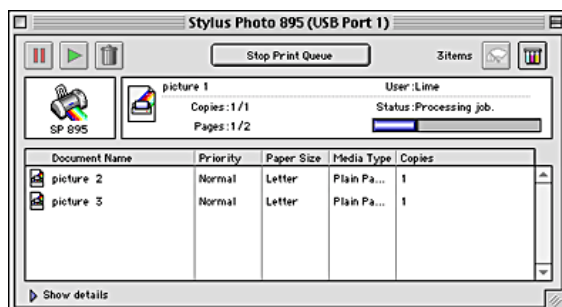 Stylus Photo 895 (USB Port 1)
Stop Print Queue
3items
picture 1
User :Lime
Copies:1/1
Status :Processing job.
Pages:1/2
SP 895
Document Name Priority Paper Size Media Type Copies
picture 2 Normal Letter Plain Pa... 1
picture 3 Normal Letter Plain Pa... 1
Show details